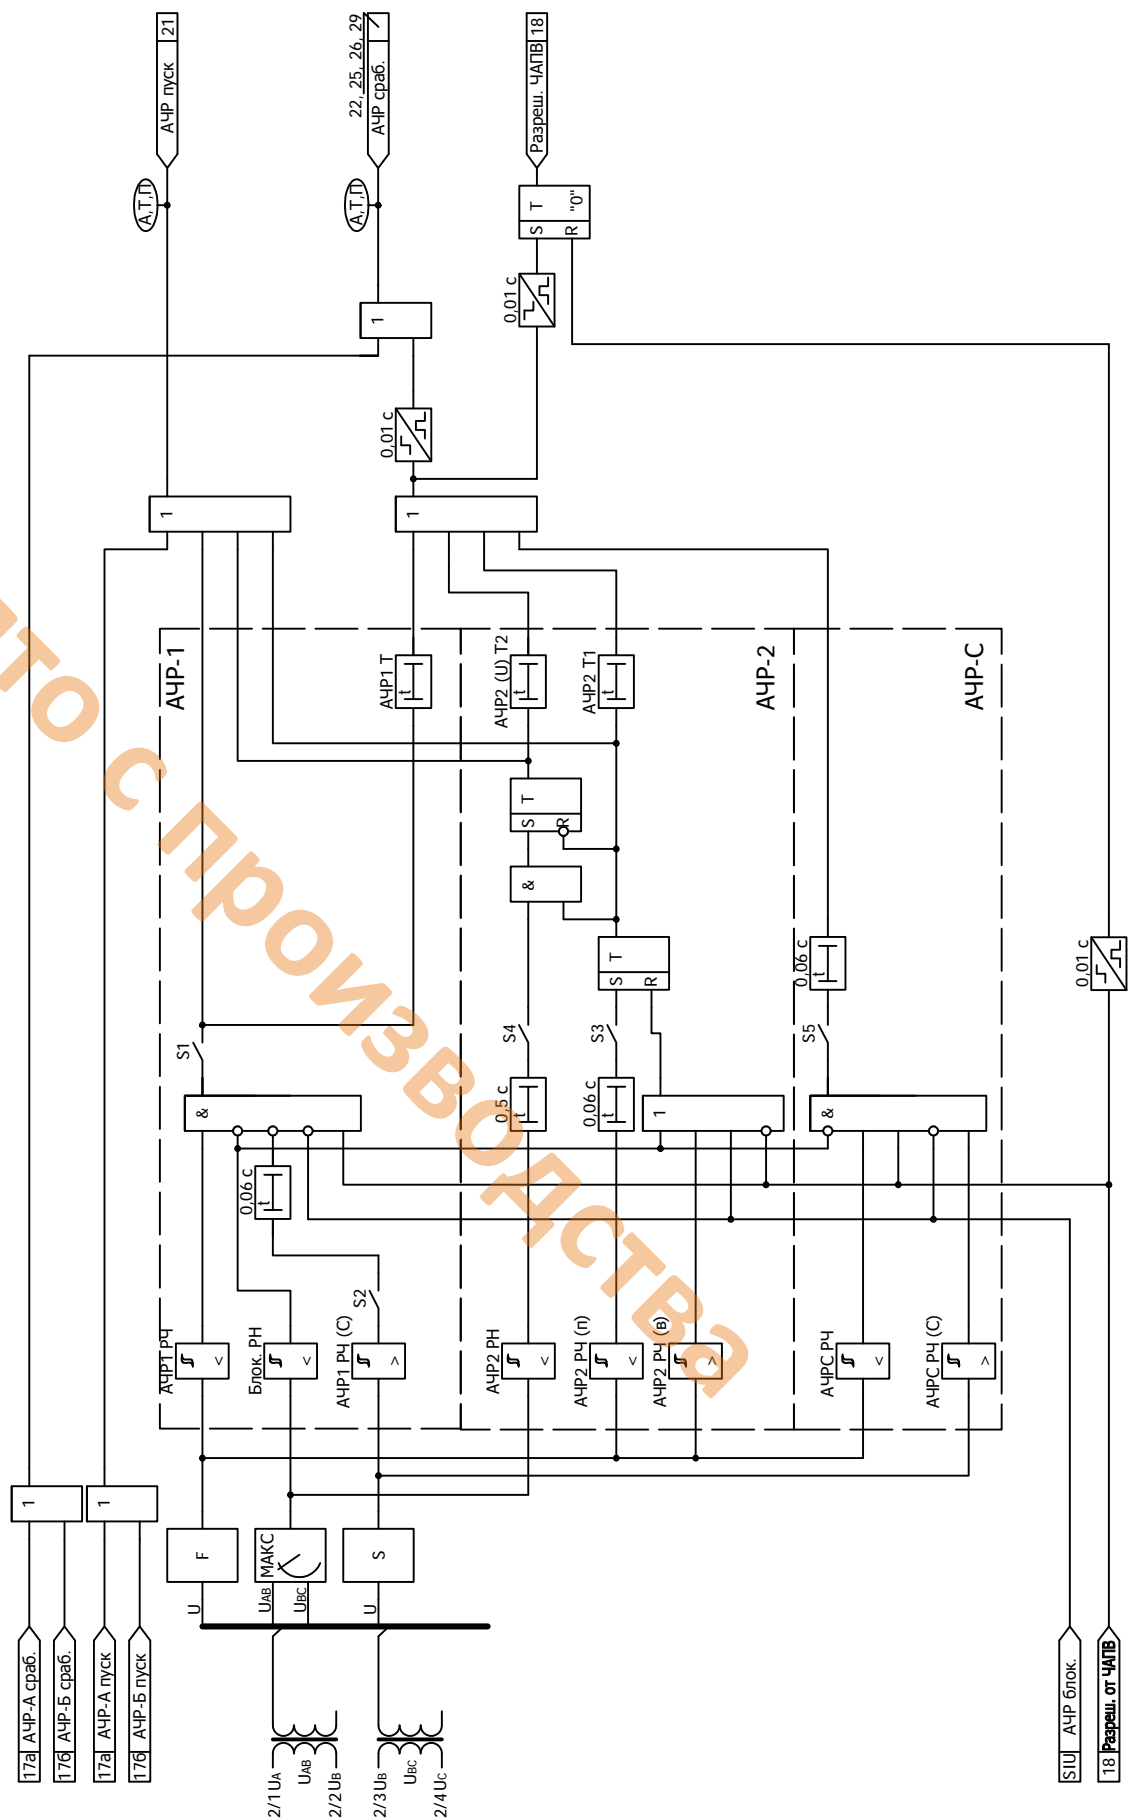 17а АЧР-А сраб.
17б АЧР-Б сраб.
17а АЧР-А пуск
17б АЧР-Б пуск
2/1 UA
UAB
2/2 UB
2/3 UB
UBC
2/4 UC
SIU АЧР блок.
18 Разреш. от ЧАПВ
1
1
U
UAB
UBC
U
F
МАКС
S
АЧР1 РЧ
<
Блок. РН
<
АЧР1 РЧ (С)
>
АЧР2 РН
<
АЧР2 РЧ (п)
<
АЧР2 РЧ (в)
>
АЧРС РЧ
<
АЧРС РЧ (С)
>
S2
0,06 с
t
&
S1
0,5 с
t
S4
0,06 с
t
S3
1
&
S5
0,06 с
t
0,01 с
S T
R
&
S T
R
АЧР1 Т
t
АЧР2 (U) Т2
t
АЧР2 Т1
t
АЧР-1
АЧР-2
АЧР-С
1
1
0,01 с
1
0,01 с
S T
R "0"
А,Т,П
А,Т,П
АЧР пуск 21
22, 25, 26, 29
АЧР сраб.
Разреш. ЧАПВ 18
то с производства